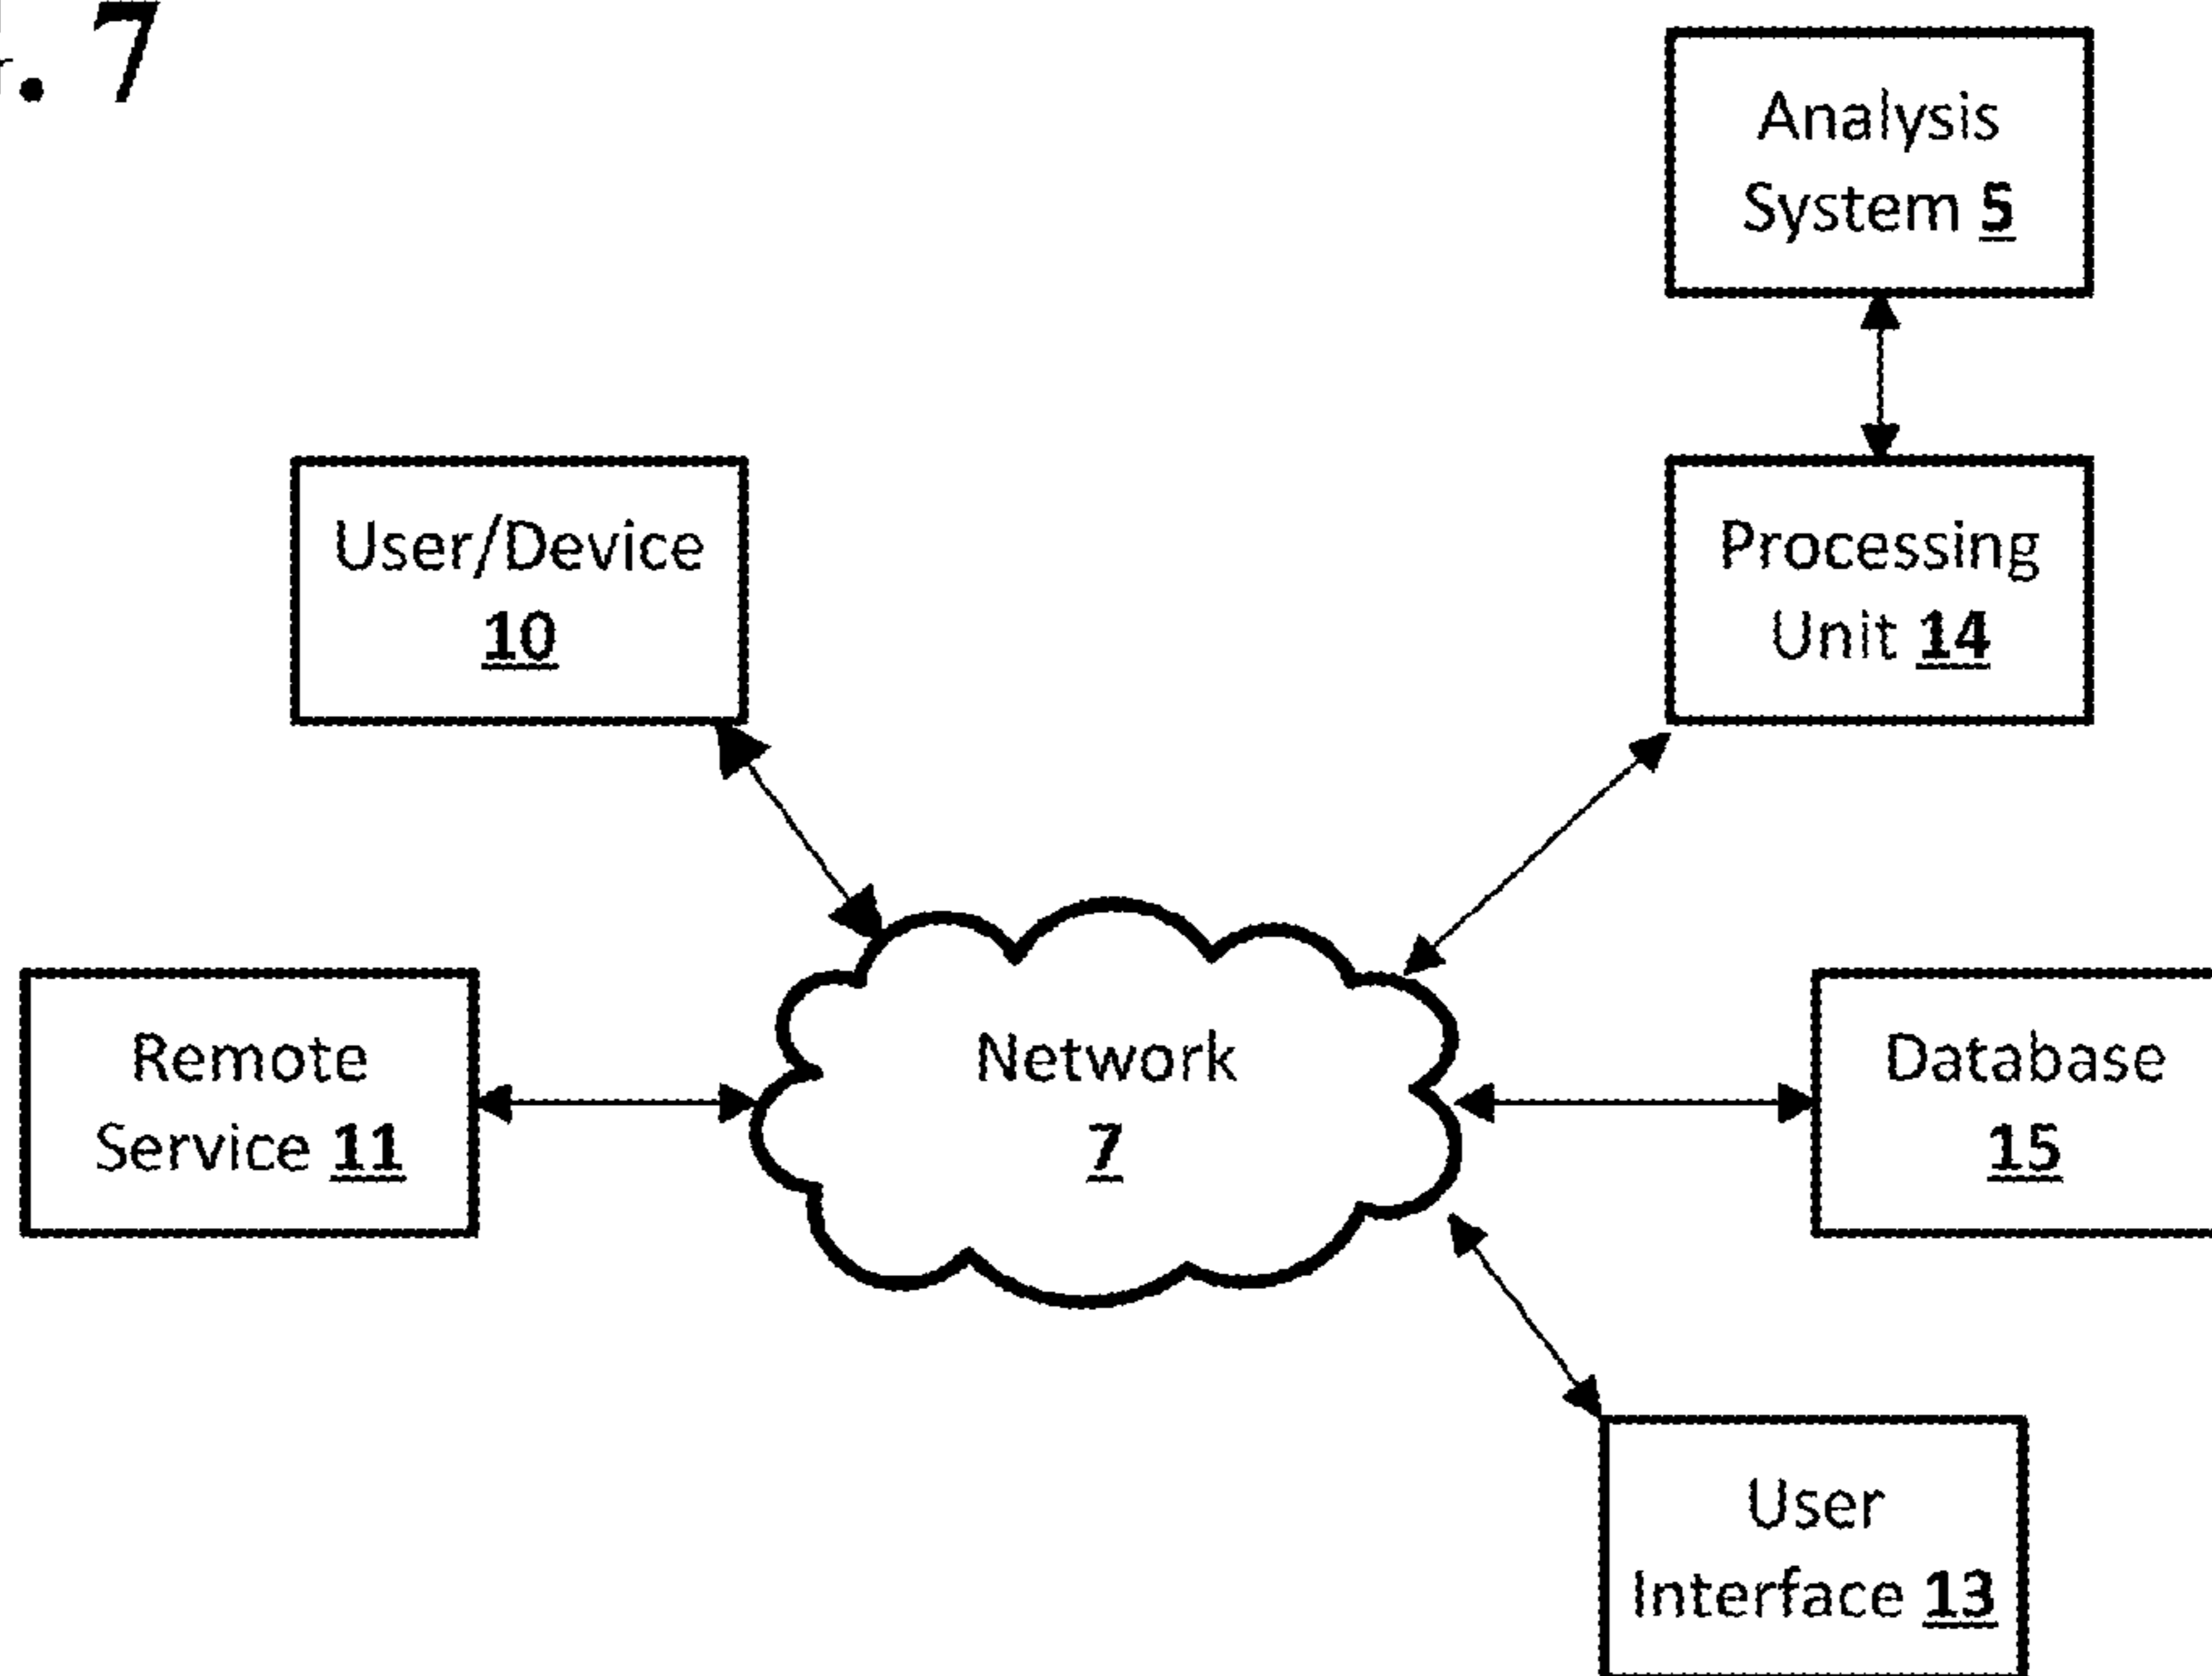 . 7
Analysis
System 5
User/Device
10
Processing
Unit 14
Remote
Service 11
Network
7
Database
15
User
Interface 13